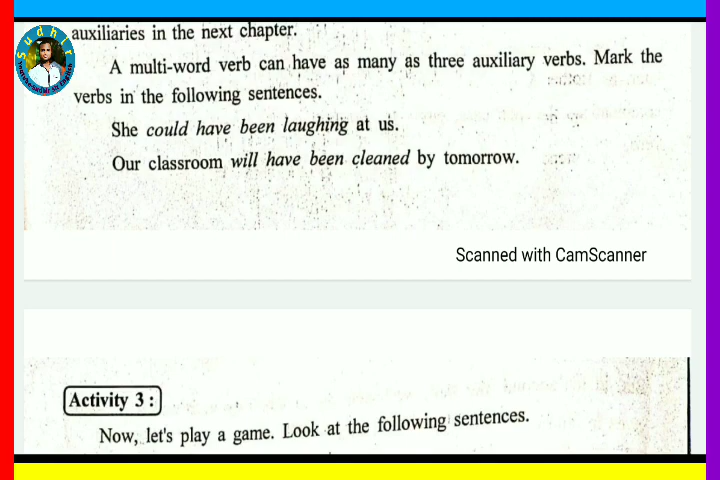 Sudhir
auxiliaries in the next chapter.
A multi-word verb can have as many as three auxiliary verbs. Mark the
verbs in the following sentences.
She could have been laughing at us.
Our classroom will have been cleaned by tomorrow.
Scanned with CamScanner
Activity 3 :
Now, let's play a game. Look at the following sentences.